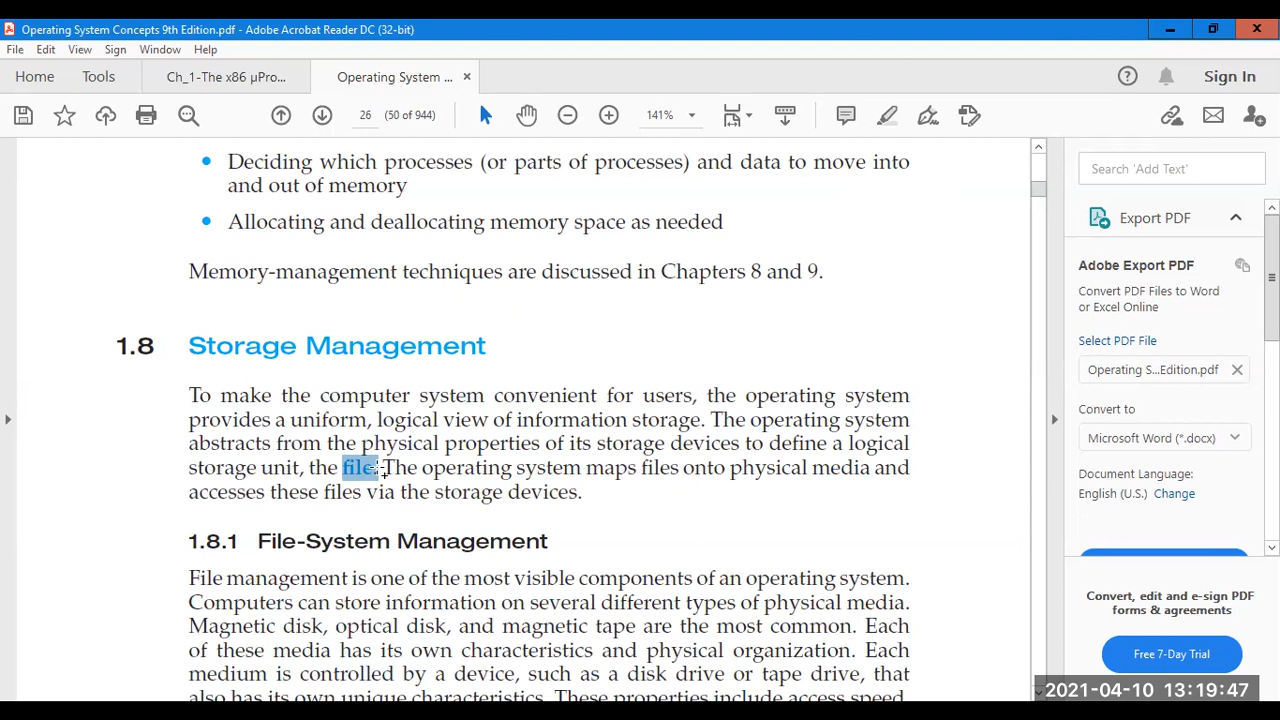 Operating System Concepts 9th Edition.pdf - Adobe Acrobat Reader DC (32-bit)
File Edit View Sign Window Help
Home Tools Ch_1-The x86 µPro... Operating System ... × Sign In
26 (50 of 944) 141%
• Deciding which processes (or parts of processes) and data to move into
and out of memory
• Allocating and deallocating memory space as needed
Memory-management techniques are discussed in Chapters 8 and 9.
1.8 Storage Management
To make the computer system convenient for users, the operating system
provides a uniform, logical view of information storage. The operating system
abstracts from the physical properties of its storage devices to define a logical
storage unit, the file. The operating system maps files onto physical media and
accesses these files via the storage devices.
1.8.1 File-System Management
File management is one of the most visible components of an operating system.
Computers can store information on several different types of physical media.
Magnetic disk, optical disk, and magnetic tape are the most common. Each
of these media has its own characteristics and physical organization. Each
medium is controlled by a device, such as a disk drive or tape drive, that
also has its own unique characteristics. These properties include access speed,
Search 'Add Text'
Export PDF
Adobe Export PDF
Convert PDF Files to Word
or Excel Online
Select PDF File
Operating S...Edition.pdf ×
Convert to
Microsoft Word (*.docx)
Document Language:
English (U.S.) Change
Convert, edit and e-sign PDF
forms & agreements
Free 7-Day Trial
2021-04-10 13:19:47